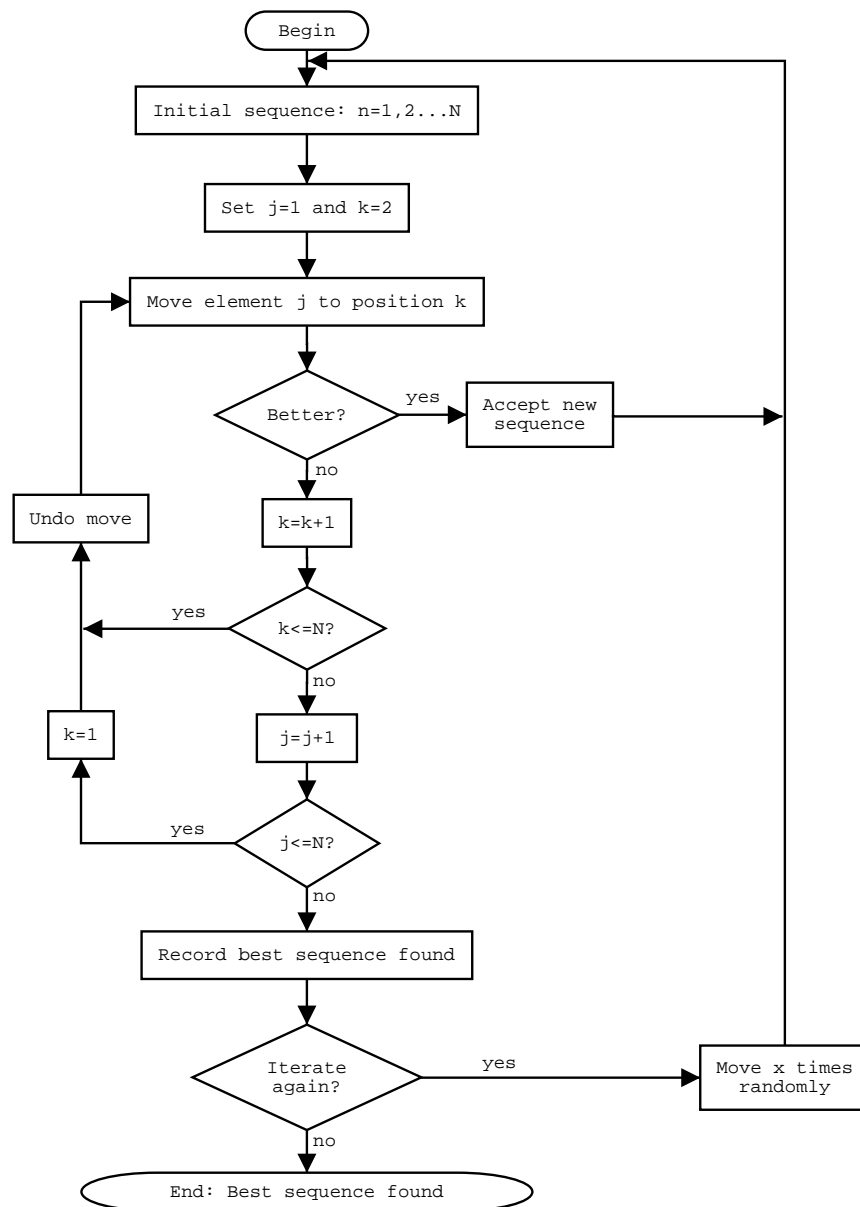 Begin
Initial sequence: n=1,2...N
Set j=1 and k=2
Move element j to position k
Better?
yes
Accept new
sequence
no
Undo move
k=k+1
yes
k<=N?
no
k=1
j=j+1
yes
j<=N?
no
Record best sequence found
Iterate
again?
yes
Move x times
randomly
no
End: Best sequence found